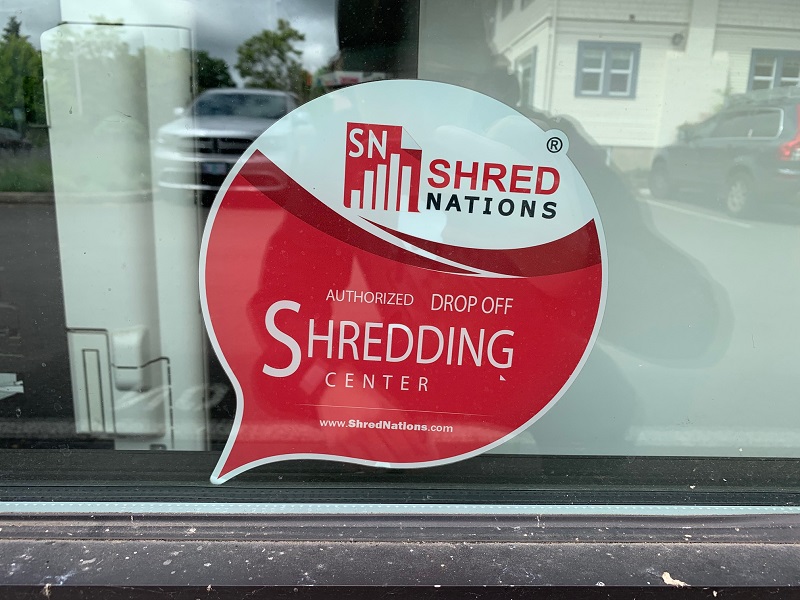 SN
SHRED
NATIONS
®
AUTHORIZED DROP OFF
SHREDDING
CENTER
www.ShredNations.com